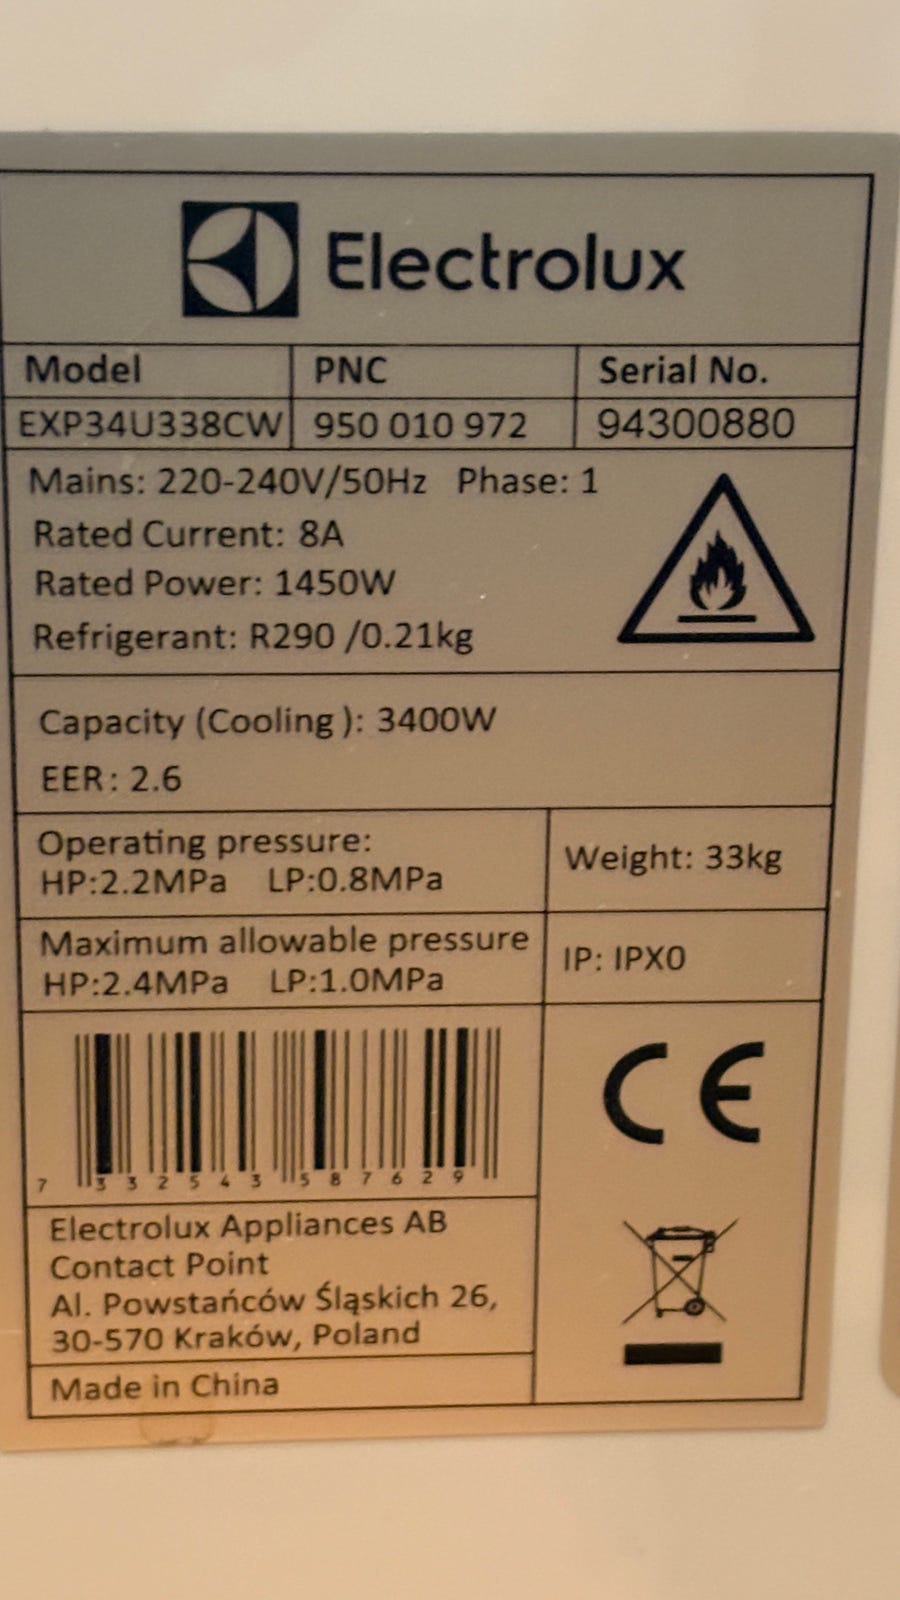 Electrolux
Model PNC Serial No.
EXP34U338CW 950 010 972 94300880
Mains: 220-240V/50Hz Phase: 1
Rated Current: 8A
Rated Power: 1450W
Refrigerant: R290 /0.21kg
Capacity (Cooling): 3400W
EER: 2.6
Operating pressure:
HP:2.2MPa LP:0.8MPa
Weight: 33kg
Maximum allowable pressure
HP:2.4MPa LP:1.0MPa
IP: IPX0
7 332543 587629
CE
Electrolux Appliances AB
Contact Point
Al. Powstańców Śląskich 26,
30-570 Kraków, Poland
Made in China